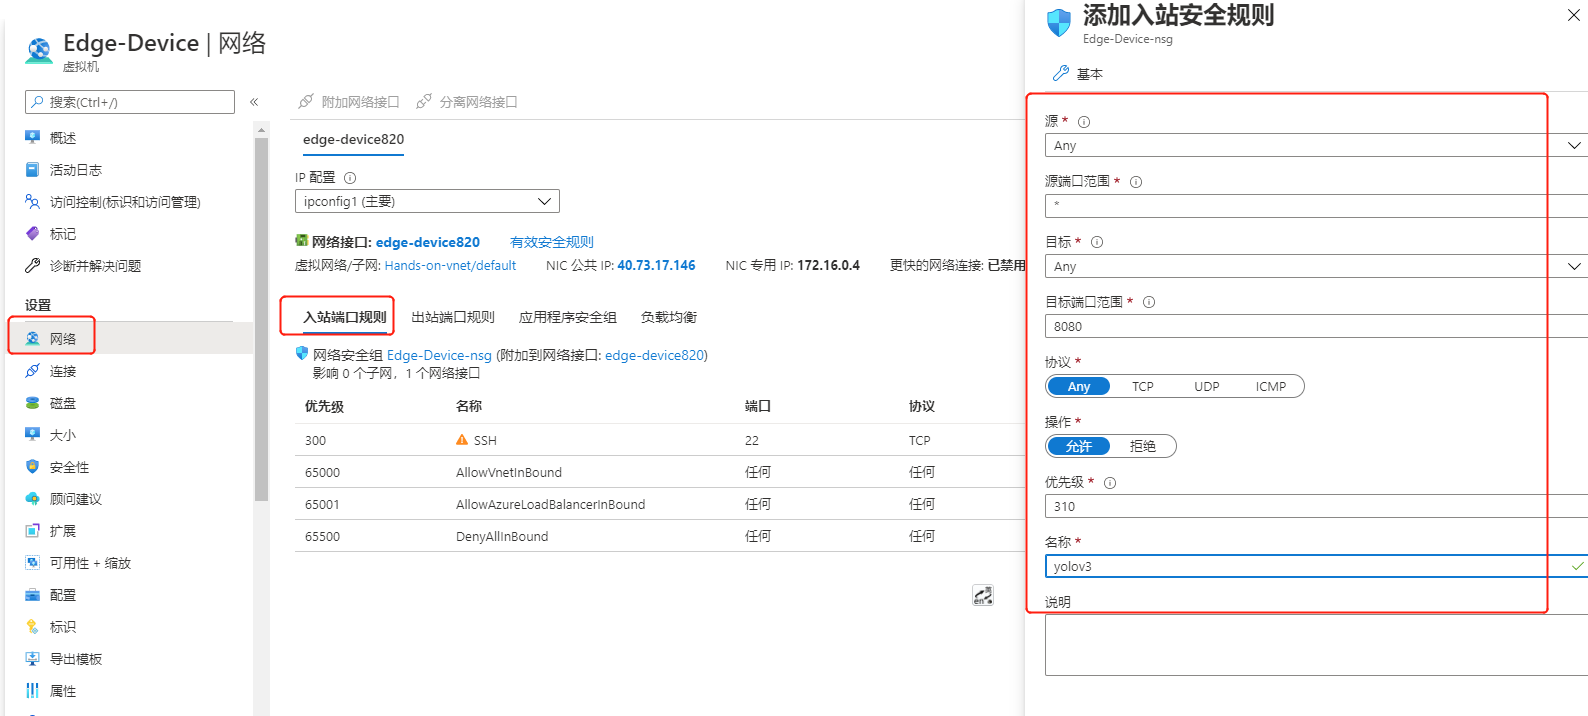 Edge-Device | 网络
虚拟机
搜索(Ctrl+/)
«
概述
活动日志
访问控制(标识和访问管理)
标记
诊断并解决问题
设置
网络
连接
磁盘
大小
安全性
顾问建议
扩展
可用性 + 缩放
配置
标识
导出模板
属性
附加网络接口 分离网络接口
edge-device820
IP 配置
ipconfig1 (主要)
网络接口: edge-device820 有效安全规则
虚拟网络/子网: Hands-on-vnet/default NIC 公共 IP: 40.73.17.146 NIC 专用 IP: 172.16.0.4 更快的网络连接: 已禁用
入站端口规则 出站端口规则 应用程序安全组 负载均衡
网络安全组 Edge-Device-nsg (附加到网络接口: edge-device820)
影响 0 个子网，1 个网络接口
优先级 名称 端口 协议
300 SSH 22 TCP
65000 AllowVnetInBound 任何 任何
65001 AllowAzureLoadBalancerInBound 任何 任何
65500 DenyAllInBound 任何 任何
英
en
添加入站安全规则
Edge-Device-nsg
基本
源 *
Any
源端口范围 *
*
目标 *
Any
目标端口范围 *
8080
协议 *
Any TCP UDP ICMP
操作 *
允许 拒绝
优先级 *
310
名称 *
yolov3
说明